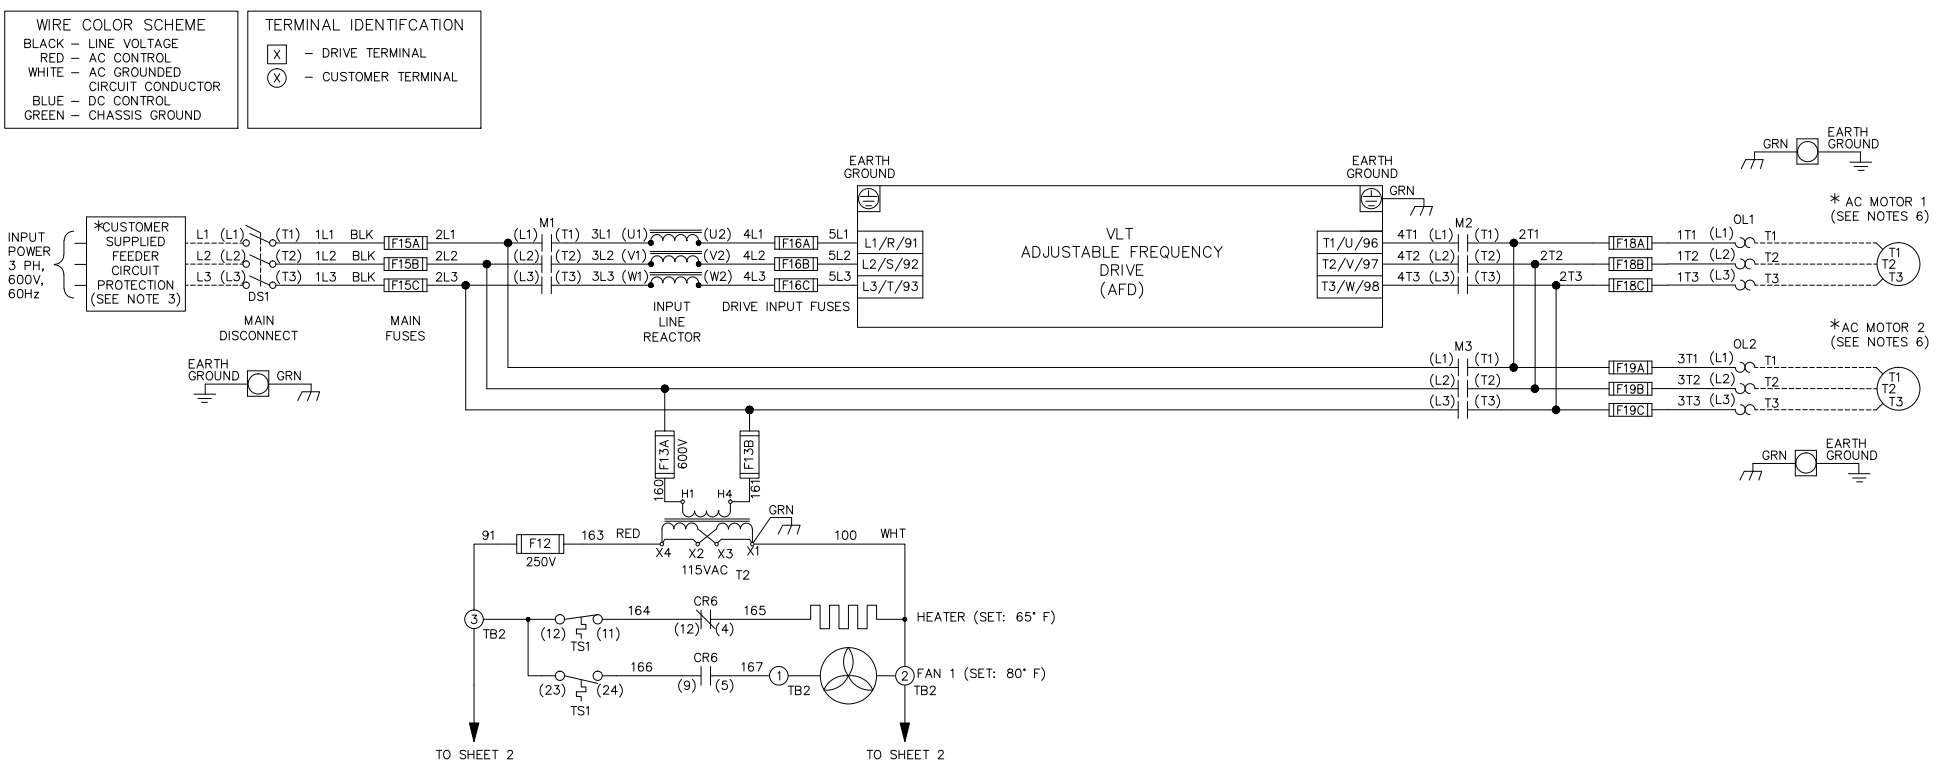 WIRE COLOR SCHEME
BLACK – LINE VOLTAGE
RED – AC CONTROL
WHITE – AC GROUNDED
CIRCUIT CONDUCTOR
BLUE – DC CONTROL
GREEN – CHASSIS GROUND
TERMINAL IDENTIFCATION
X – DRIVE TERMINAL
X – CUSTOMER TERMINAL
INPUT
POWER
3 PH,
600V,
60Hz
*CUSTOMER
SUPPLIED
FEEDER
CIRCUIT
PROTECTION
(SEE NOTE 3)
L1 (L1) (T1) 1L1 BLK F15A 2L1 (L1) M1 (T1) 3L1 (U1) (U2) 4L1 F16A 5L1
L2 (L2) (T2) 1L2 BLK F15B 2L2 (L2) (T2) 3L2 (V1) (V2) 4L2 F16B 5L2
L3 (L3) (T3) 1L3 BLK F15C 2L3 (L3) (T3) 3L3 (W1) (W2) 4L3 F16C 5L3
DS1
MAIN
DISCONNECT
MAIN
FUSES
INPUT
LINE
REACTOR
DRIVE INPUT FUSES
EARTH
GROUND
GRN
EARTH
GROUND
L1/R/91
L2/S/92
L3/T/93
VLT
ADJUSTABLE FREQUENCY
DRIVE
(AFD)
EARTH
GROUND
GRN
T1/U/96
T2/V/97
T3/W/98
4T1 (L1) M2 (T1) 2T1 F18A 1T1 (L1) OL1 T1
4T2 (L2) (T2) 2T2 F18B 1T2 (L2) T2
4T3 (L3) (T3) 2T3 F18C 1T3 (L3) T3
GRN
EARTH
GROUND
* AC MOTOR 1
(SEE NOTES 6)
T1
T2
T3
(L1) M3 (T1) F19A 3T1 (L1) OL2 T1
(L2) (T2) F19B 3T2 (L2) T2
(L3) (T3) F19C 3T3 (L3) T3
*AC MOTOR 2
(SEE NOTES 6)
T1
T2
T3
GRN
EARTH
GROUND
F13A
600V
F13B
160
161
H1 H4
GRN
91 F12 163 RED
250V
X4 X2 X3 X1
100 WHT
115VAC T2
3
TB2
(12) (11)
TS1
164
CR6
(12) (4)
165
HEATER (SET: 65° F)
(23) (24)
TS1
166
CR6
(9) (5)
167
1
TB2
2
TB2
FAN 1 (SET: 80° F)
TO SHEET 2
TO SHEET 2